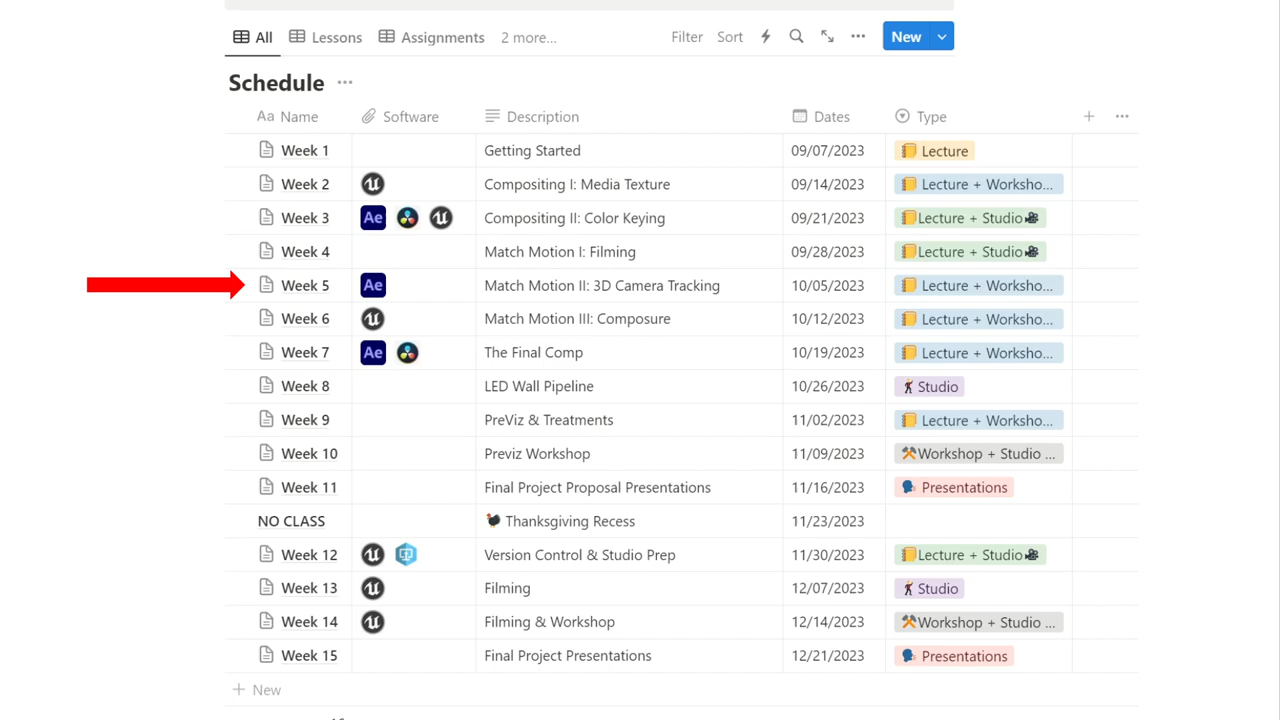 All Lessons Assignments 2 more... Filter Sort New
Schedule
Aa Name Software Description Dates Type
Week 1 Getting Started 09/07/2023 Lecture
Week 2 Compositing I: Media Texture 09/14/2023 Lecture + Worksho...
Week 3 Ae Compositing II: Color Keying 09/21/2023 Lecture + Studio
Week 4 Match Motion I: Filming 09/28/2023 Lecture + Studio
Week 5 Ae Match Motion II: 3D Camera Tracking 10/05/2023 Lecture + Worksho...
Week 6 Match Motion III: Composure 10/12/2023 Lecture + Worksho...
Week 7 Ae The Final Comp 10/19/2023 Lecture + Worksho...
Week 8 LED Wall Pipeline 10/26/2023 Studio
Week 9 PreViz & Treatments 11/02/2023 Lecture + Worksho...
Week 10 Previz Workshop 11/09/2023 Workshop + Studio ...
Week 11 Final Project Proposal Presentations 11/16/2023 Presentations
NO CLASS Thanksgiving Recess 11/23/2023
Week 12 Version Control & Studio Prep 11/30/2023 Lecture + Studio
Week 13 Filming 12/07/2023 Studio
Week 14 Filming & Workshop 12/14/2023 Workshop + Studio ...
Week 15 Final Project Presentations 12/21/2023 Presentations
+ New